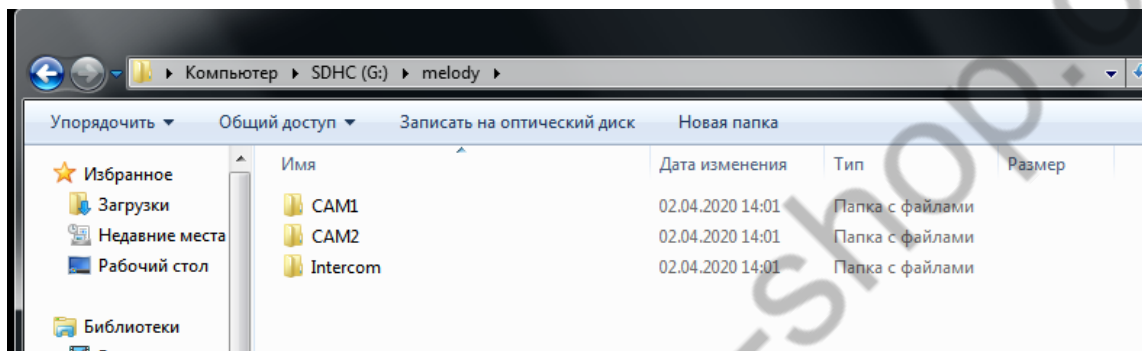 Компьютер SDHC (G:) melody
Упорядочить Общий доступ Записать на оптический диск Новая папка
Имя Дата изменения Тип Размер
Избранное
Загрузки
Недавние места
Рабочий стол
Библиотеки
CAM1 02.04.2020 14:01 Папка с файлами
CAM2 02.04.2020 14:01 Папка с файлами
Intercom 02.04.2020 14:01 Папка с файлами